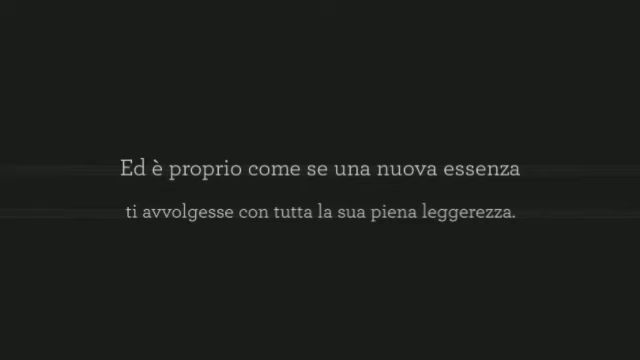 Ed è proprio come se una nuova essenza
ti avvolgesse con tutta la sua piena leggerezza.